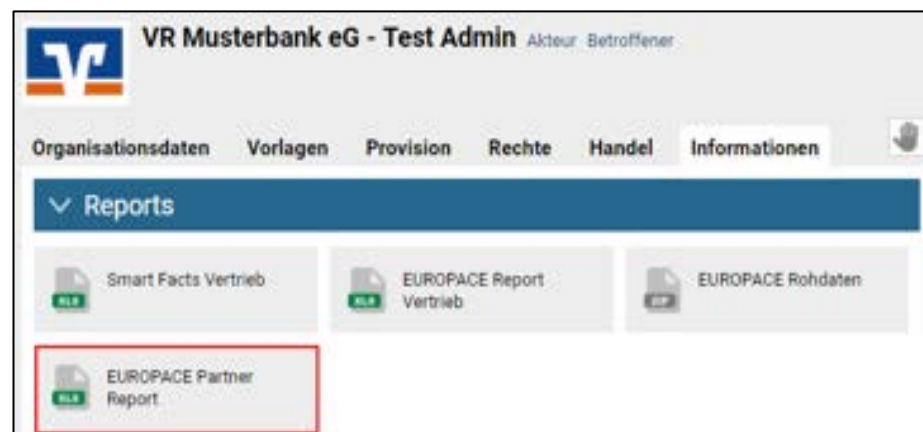 VR Musterbank eG - Test Admin Akteur Betroffener
Organisationsdaten Vorlagen Provision Rechte Handel Informationen
Reports
Smart Facts Vertrieb
EUROPACE Report
Vertrieb
EUROPACE Rohdaten
EUROPACE Partner
Report